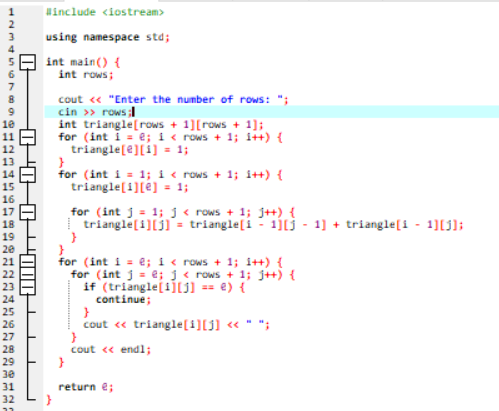 1 #include <iostream>
2
3 using namespace std;
4
5 int main() {
6 int rows;
7
8 cout << "Enter the number of rows: ";
9 cin >> rows;
10 int triangle[rows + 1][rows + 1];
11 for (int i = 0; i < rows + 1; i++) {
12 triangle[0][i] = 1;
13 }
14 for (int i = 1; i < rows + 1; i++) {
15 triangle[i][0] = 1;
16
17 for (int j = 1; j < rows + 1; j++) {
18 triangle[i][j] = triangle[i - 1][j - 1] + triangle[i - 1][j];
19 }
20 }
21 for (int i = 0; i < rows + 1; i++) {
22 for (int j = 0; j < rows + 1; j++) {
23 if (triangle[i][j] == 0) {
24 continue;
25 }
26 cout << triangle[i][j] << " ";
27 }
28 cout << endl;
29 }
30
31 return 0;
32 }